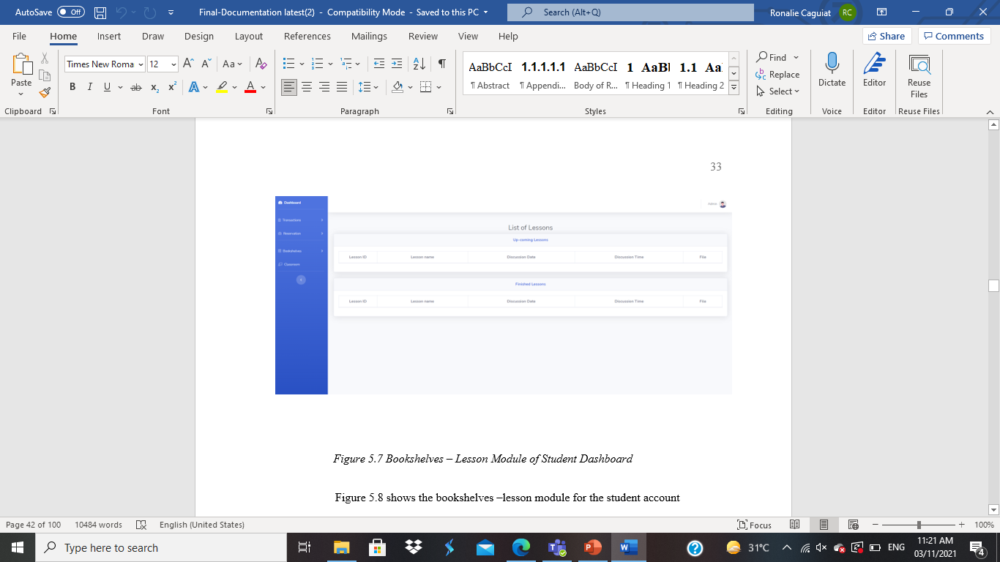 AutoSave Off Final-Documentation latest(2) - Compatibility Mode - Saved to this PC Search (Alt+Q) Ronalie Caguiat RC
File Home Insert Draw Design Layout References Mailings Review View Help Share Comments
Paste
Clipboard
Times New Roma 12
Aa
B I U ab x2 x2 A A
Font
Paragraph
AaBbCcI 1.1.1.1.1 AaBbCcI 1 AaBl 1.1 Aa
¶ Abstract ¶ Appendi... Body of R... ¶ Heading 1 ¶ Heading 2
Styles
Find
Replace
Select
Editing
Dictate
Voice
Editor
Editor
Reuse Files
Reuse Files
33
Dashboard
Transactions
Reservation
Bookshelves
Classroom
Admin
List of Lessons
Up coming Lessons
Lesson ID Lesson name Discussion Date Discussion Time File
Finished Lessons
Lesson ID Lesson name Discussion Date Discussion Time File
Figure 5.7 Bookshelves – Lesson Module of Student Dashboard
Figure 5.8 shows the bookshelves –lesson module for the student account
Page 42 of 100 10484 words English (United States) Focus 100%
Type here to search
31°C ENG 11:21 AM
03/11/2021
4